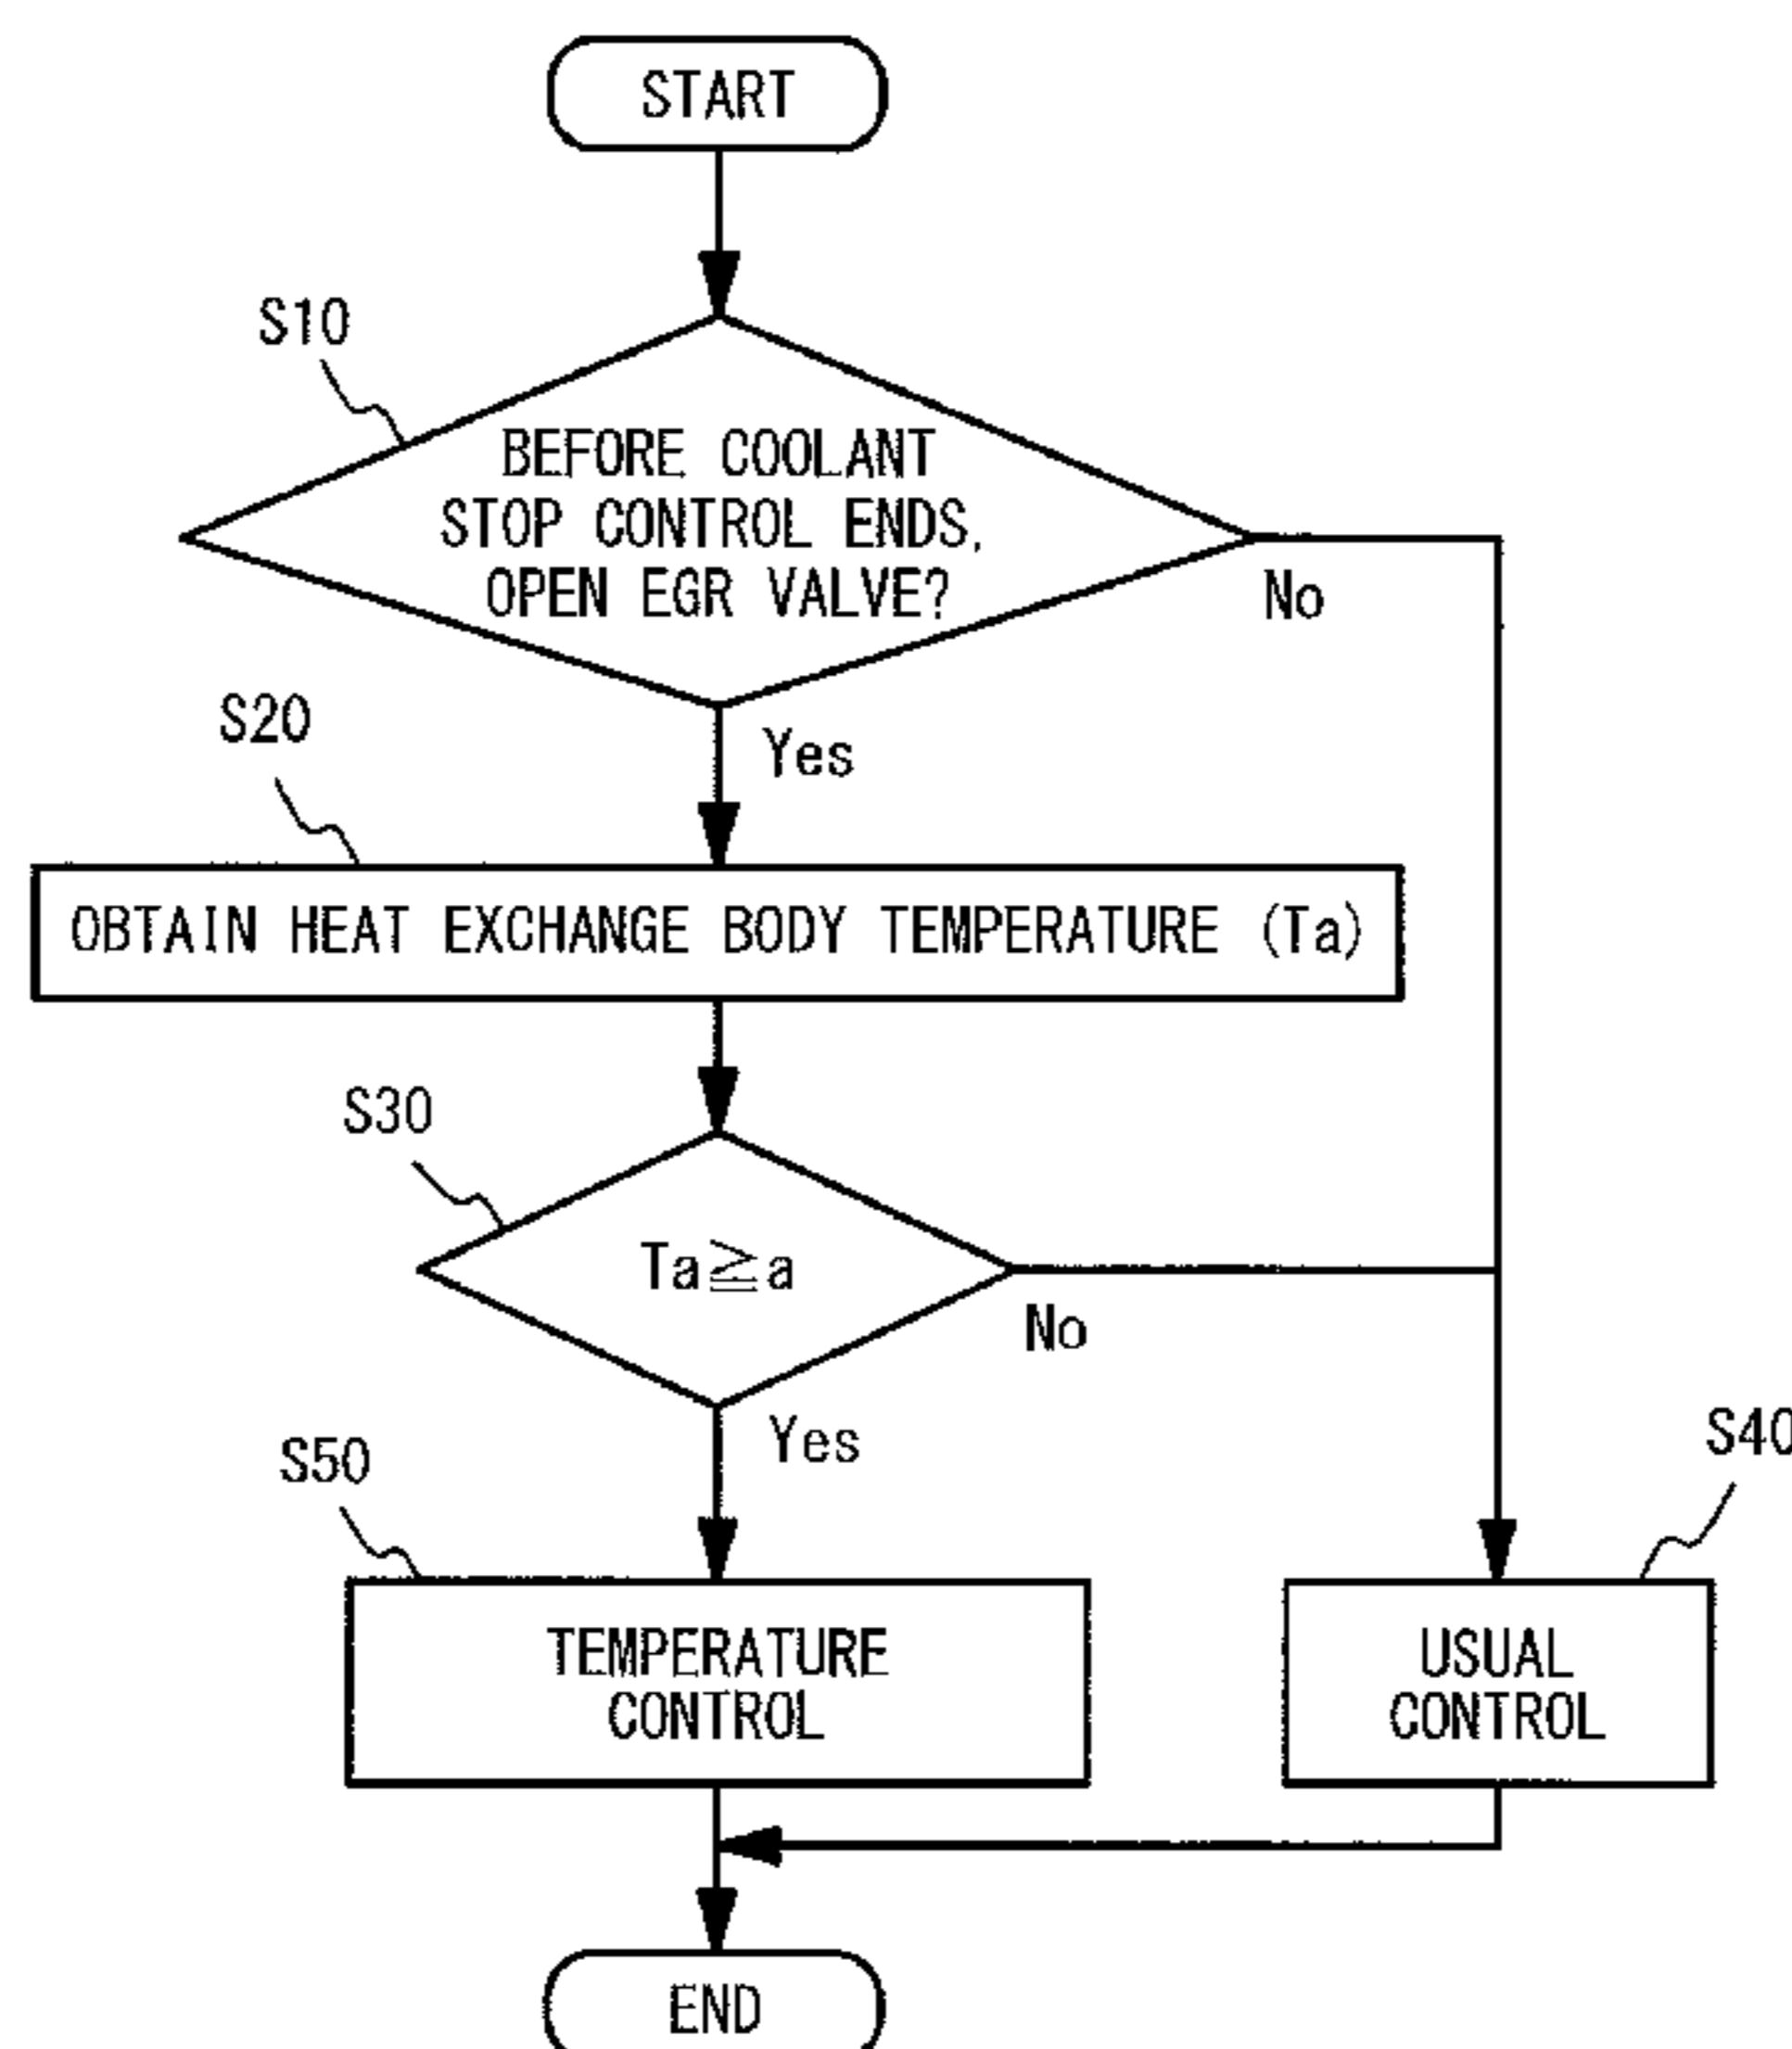 START
S10
BEFORE COOLANT
STOP CONTROL ENDS,
OPEN EGR VALVE?
No
Yes
S20
OBTAIN HEAT EXCHANGE BODY TEMPERATURE (Ta)
S30
Ta≧a
No
Yes
S50
S40
TEMPERATURE
CONTROL
USUAL
CONTROL
END